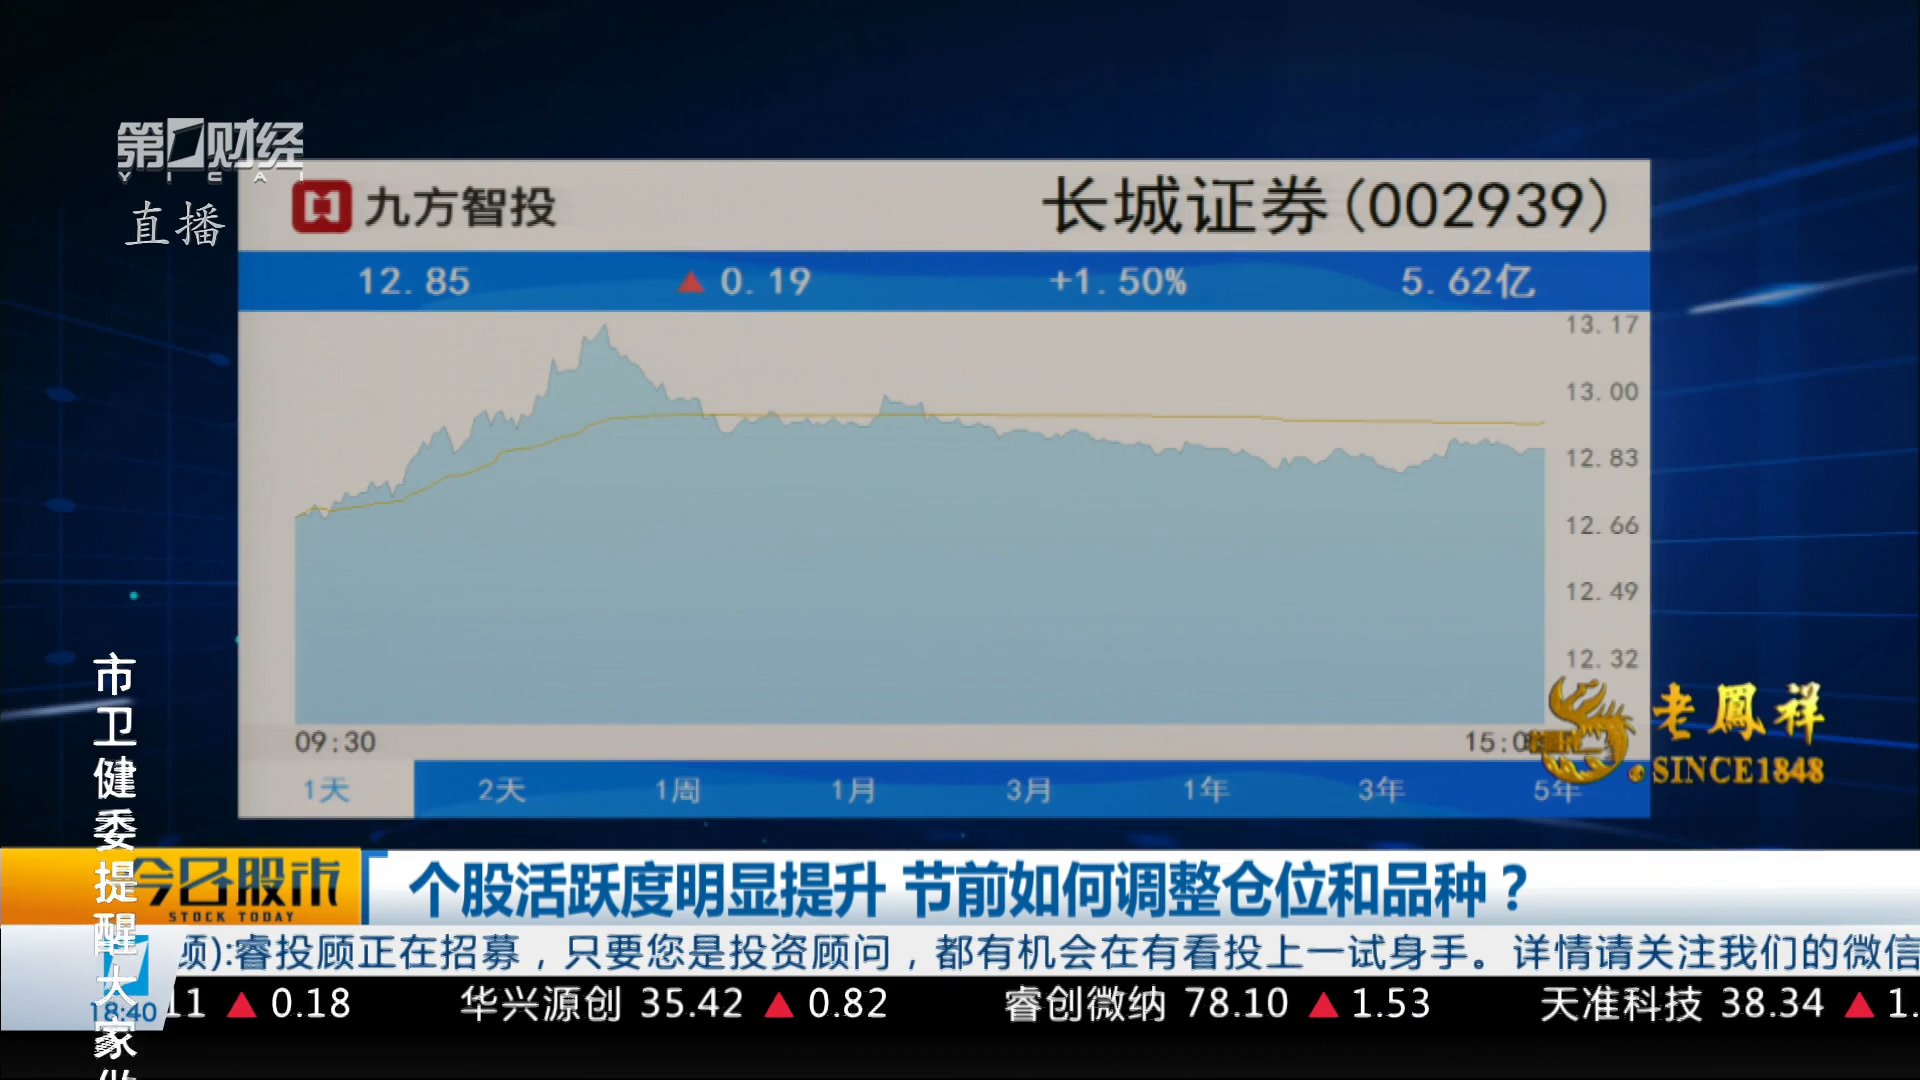 第一财经
YICAI
直播
九方智投
长城证券(002939)
12.85 ▲ 0.19 +1.50% 5.62亿
13.17
13.00
12.83
12.66
12.49
12.32
09:30
15:0
1天 2天 1周 1月 3月 1年 3年 5年
老鳳祥
SINCE1848
市卫健委提醒大家
今日股市
STOCK TODAY
个股活跃度明显提升 节前如何调整仓位和品种？
):睿投顾正在招募，只要您是投资顾问，都有机会在有看投上一试身手。详情请关注我们的微信
18:40
11 ▲ 0.18 华兴源创 35.42 ▲ 0.82 睿创微纳 78.10 ▲ 1.53 天准科技 38.34 ▲ 1.